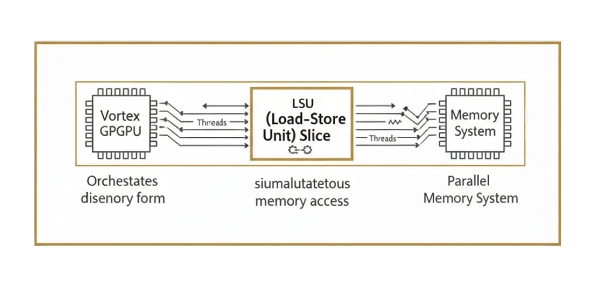 Vortex
GPGPU
Threads
LSU
(Load-Store
Unit) Slice
Threads
Memory
System
Orchestates
disenory form
siumalutatetous
memory access
Parallel
Memory System